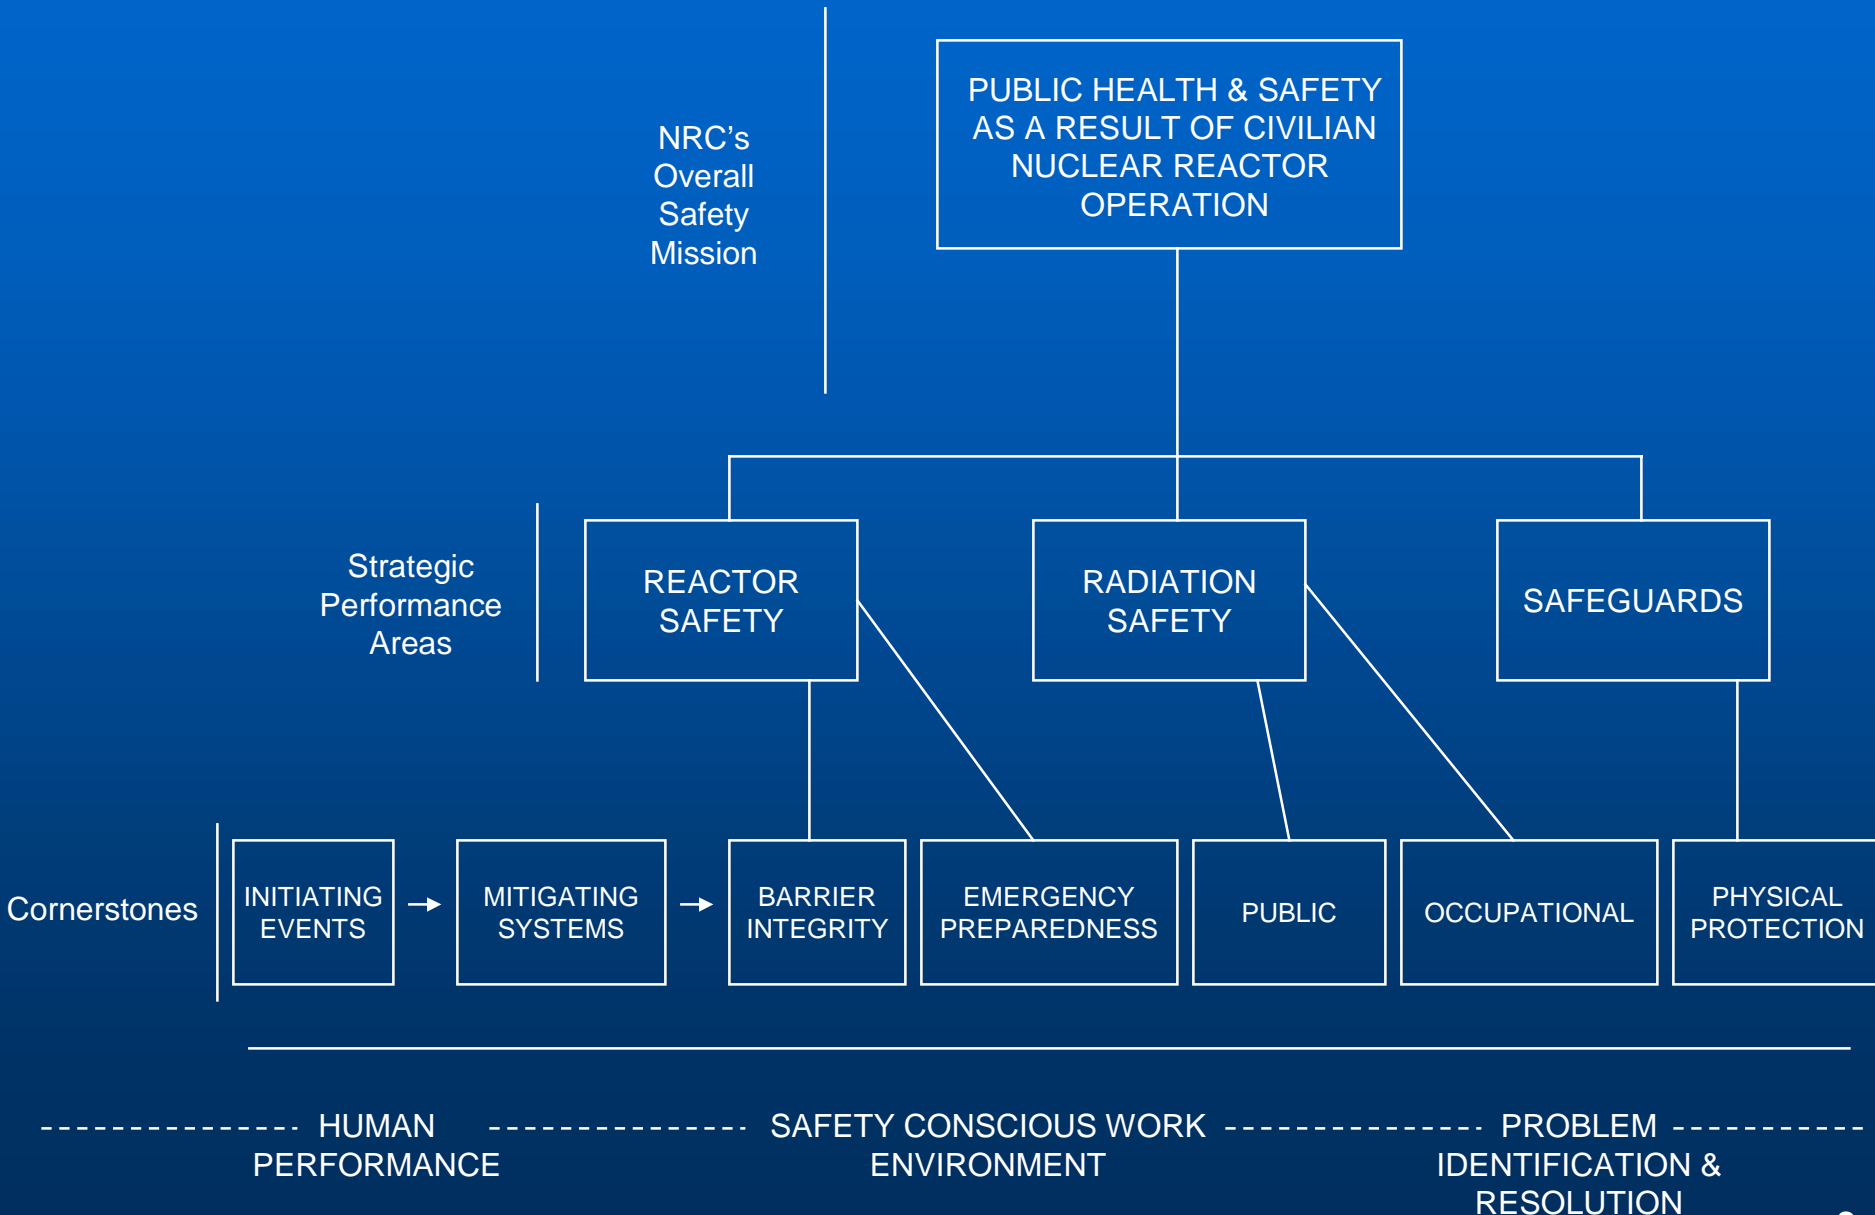 NRC’s
Overall
Safety
Mission
PUBLIC HEALTH & SAFETY
AS A RESULT OF CIVILIAN
NUCLEAR REACTOR
OPERATION
Strategic
Performance
Areas
REACTOR
SAFETY
RADIATION
SAFETY
SAFEGUARDS
Cornerstones
INITIATING
EVENTS
MITIGATING
SYSTEMS
BARRIER
INTEGRITY
EMERGENCY
PREPAREDNESS
PUBLIC
OCCUPATIONAL
PHYSICAL
PROTECTION
HUMAN
PERFORMANCE
SAFETY CONSCIOUS WORK
ENVIRONMENT
PROBLEM
IDENTIFICATION &
RESOLUTION